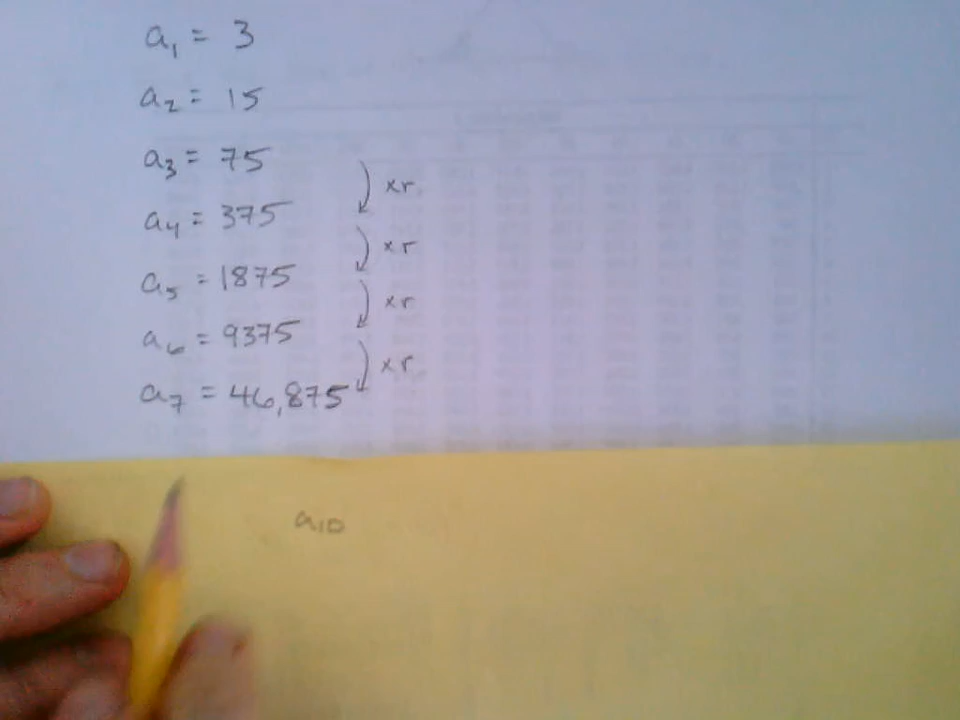 a₁ = 3
a₂ = 15
a₃ = 75
xr
a₄ = 375
xr
a₅ = 1875
xr
a₆ = 9375
xr
a₇ = 46,875
a₁₀